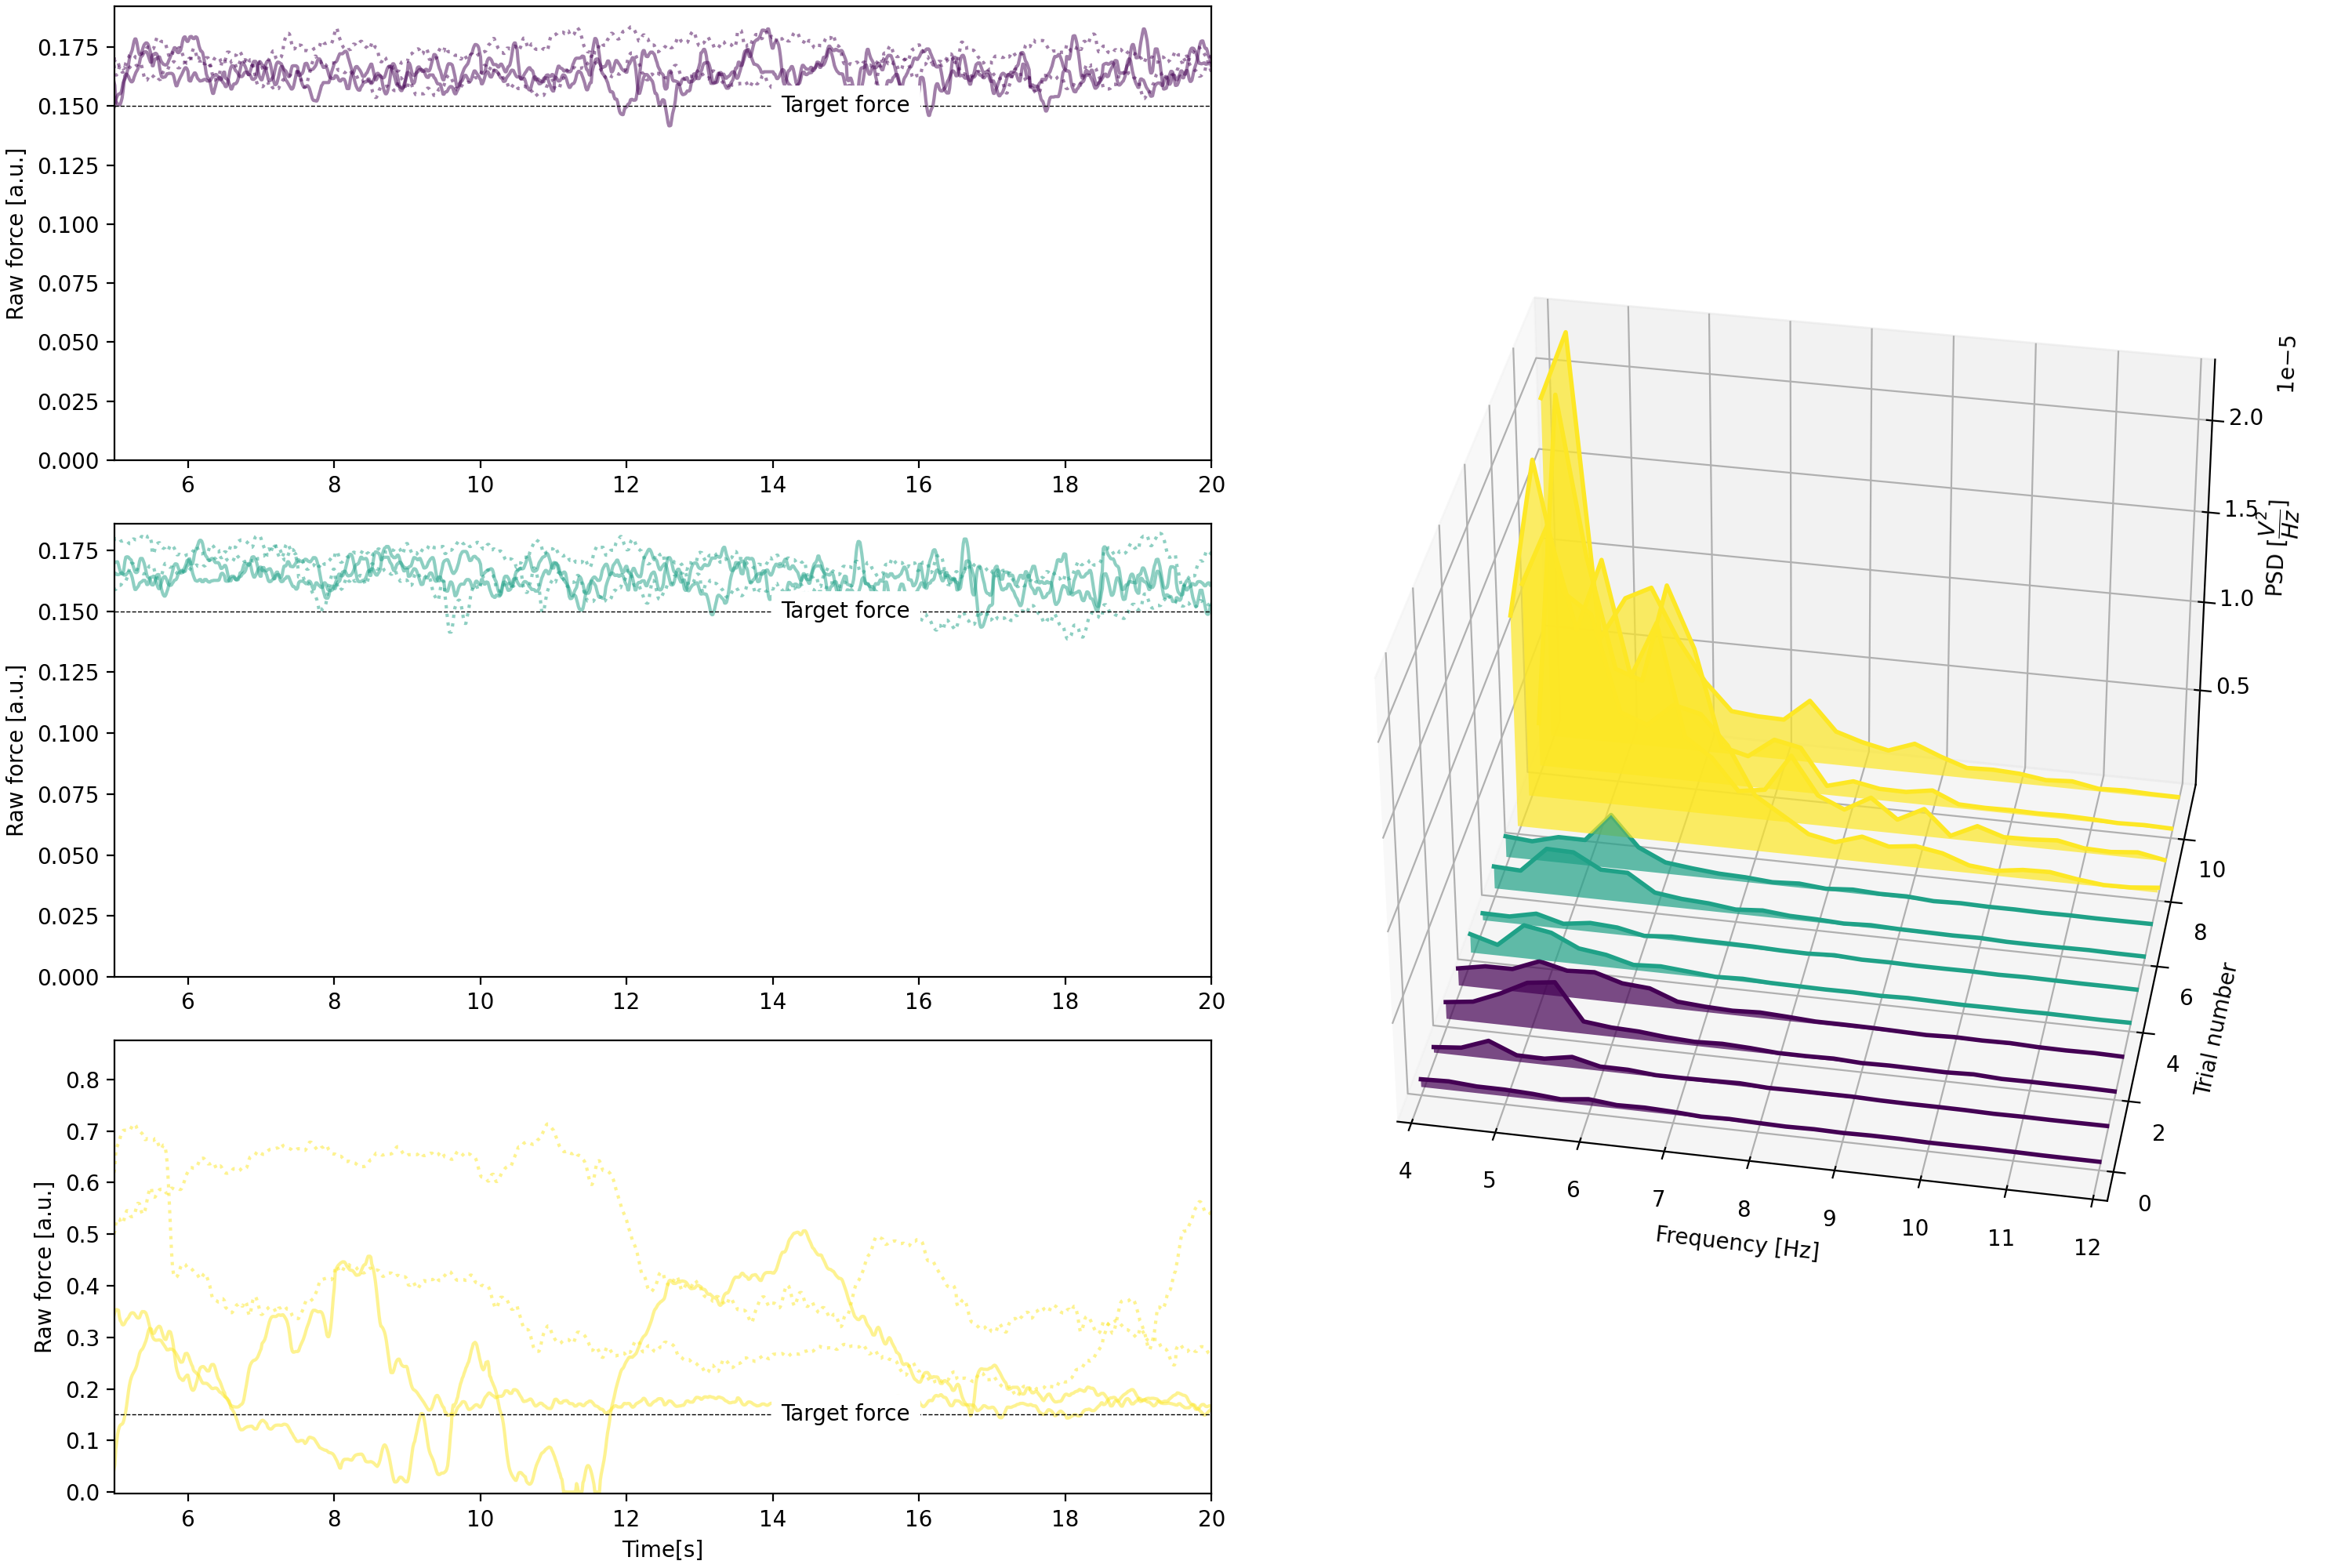 0.175
0.150
0.125
0.100
0.075
0.050
0.025
0.000
Raw force [a.u.]
Target force
6 8 10 12 14 16 18 20
0.175
0.150
0.125
0.100
0.075
0.050
0.025
0.000
Raw force [a.u.]
Target force
6 8 10 12 14 16 18 20
0.8
0.7
0.6
0.5
0.4
0.3
0.2
0.1
0.0
Raw force [a.u.]
Target force
6 8 10 12 14 16 18 20
Time[s]
1e−5
2.0
1.5
1.0
0.5
PSD [V²/Hz]
10
8
6
4
2
0
Trial number
4 5 6 7 8 9 10 11 12
Frequency [Hz]